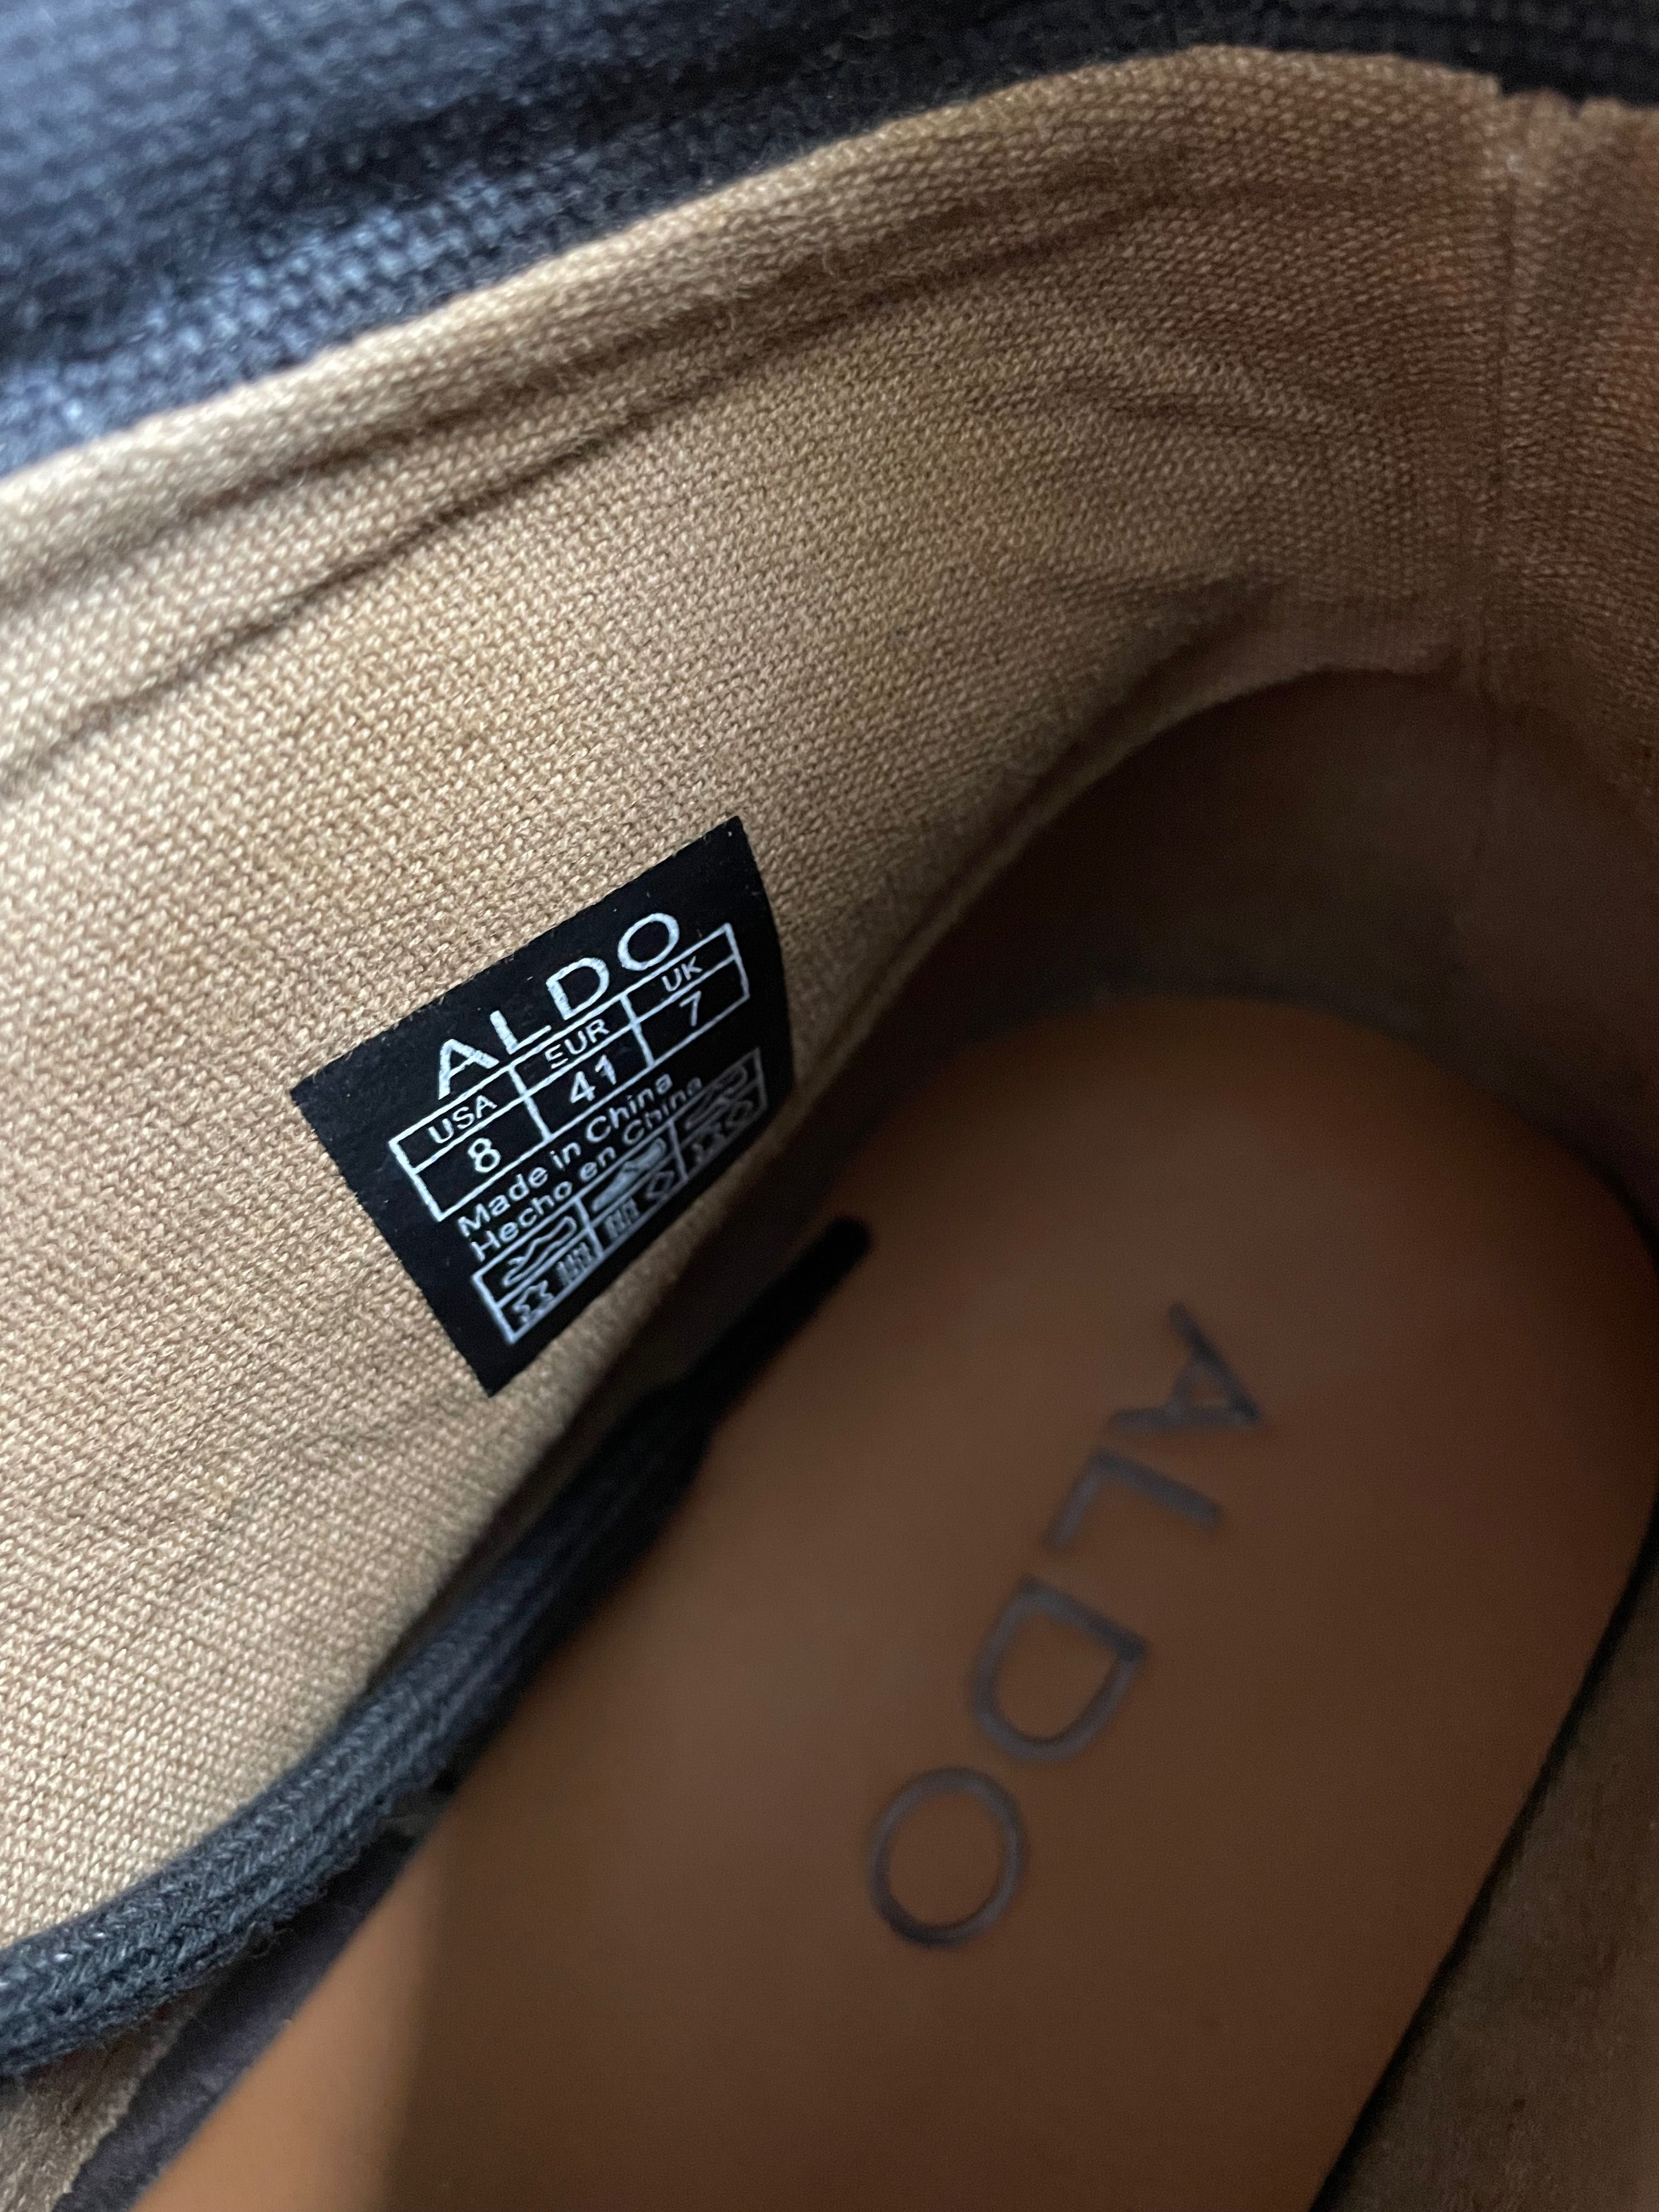 ALDO
USA EUR UK
8 41 7
Made in China
Hecho en China
ALDO